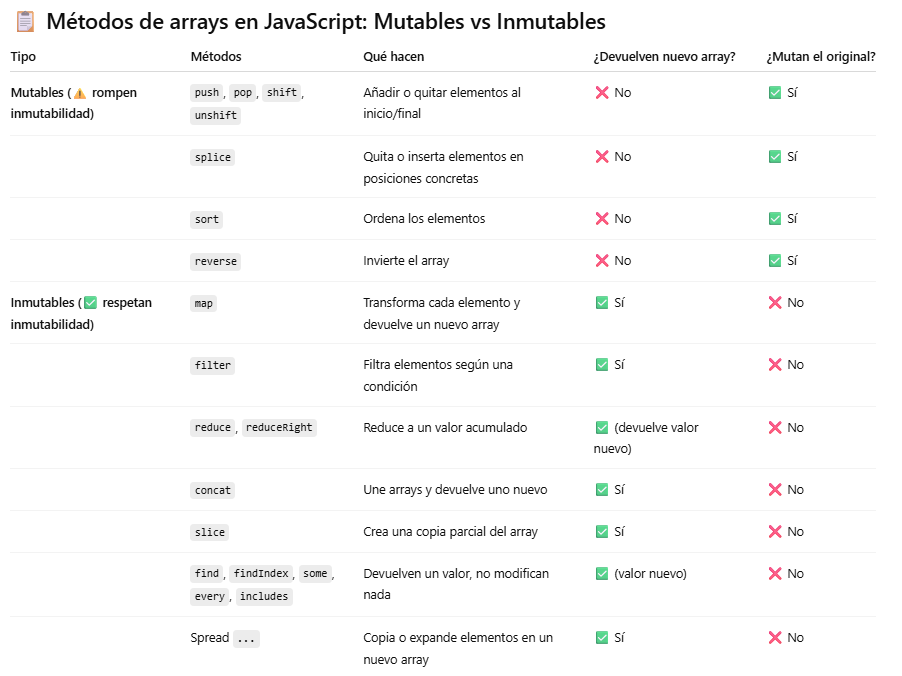 📋 Métodos de arrays en JavaScript: Mutables vs Inmutables
Tipo Métodos Qué hacen ¿Devuelven nuevo array? ¿Mutan el original?
Mutables (⚠️ rompen inmutabilidad) push, pop, shift, unshift Añadir o quitar elementos al inicio/final ❌ No ✅ Sí
splice Quita o inserta elementos en posiciones concretas ❌ No ✅ Sí
sort Ordena los elementos ❌ No ✅ Sí
reverse Invierte el array ❌ No ✅ Sí
Inmutables (✅ respetan inmutabilidad) map Transforma cada elemento y devuelve un nuevo array ✅ Sí ❌ No
filter Filtra elementos según una condición ✅ Sí ❌ No
reduce, reduceRight Reduce a un valor acumulado ✅ (devuelve valor nuevo) ❌ No
concat Une arrays y devuelve uno nuevo ✅ Sí ❌ No
slice Crea una copia parcial del array ✅ Sí ❌ No
find, findIndex, some, every, includes Devuelven un valor, no modifican nada ✅ (valor nuevo) ❌ No
Spread ... Copia o expande elementos en un nuevo array ✅ Sí ❌ No